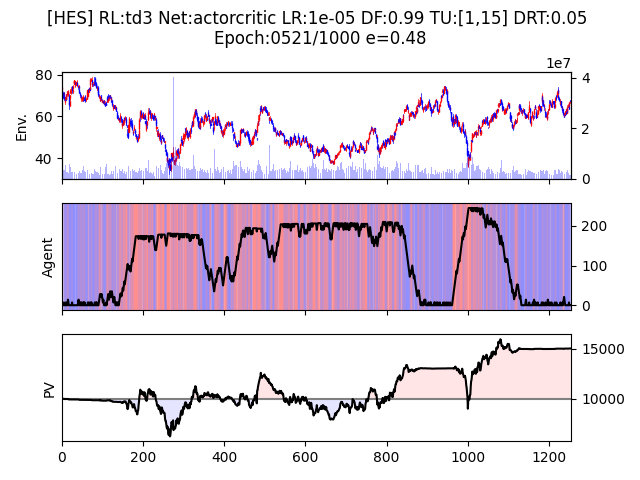 [HES] RL:td3 Net:actorcritic LR:1e-05 DF:0.99 TU:[1,15] DRT:0.05
Epoch:0521/1000 e=0.48
1e7
80
60
40
Env.
4
2
0
Agent
200
100
0
PV
15000
10000
0 200 400 600 800 1000 1200